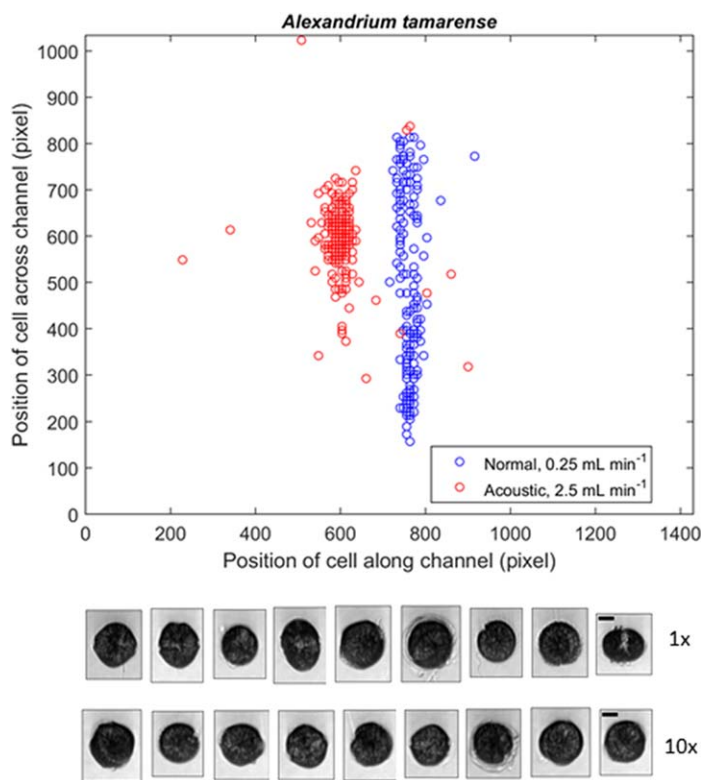 Alexandrium tamarense
Position of cell across channel (pixel)
1000
900
800
700
600
500
400
300
200
100
0
Normal, 0.25 mL min⁻¹
Acoustic, 2.5 mL min⁻¹
0 200 400 600 800 1000 1200 1400
Position of cell along channel (pixel)
1x
10x